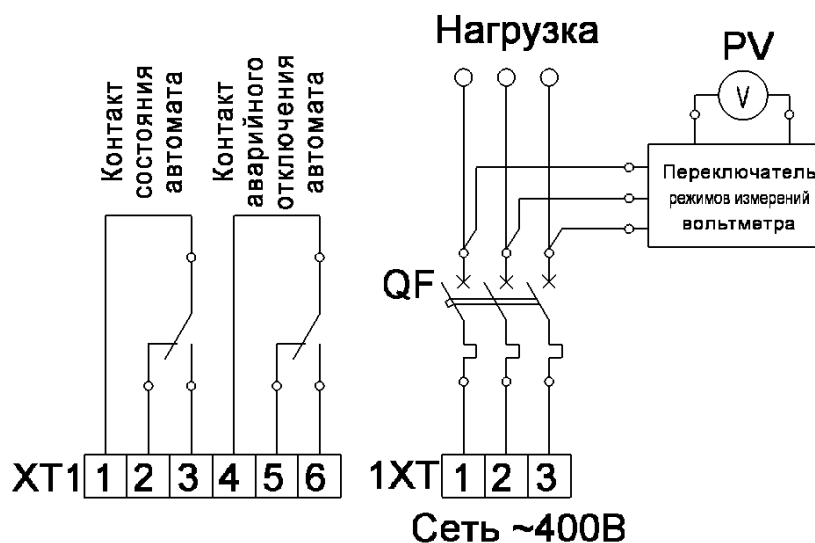 Нагрузка
PV
V
Контакт
состояния
автомата
Контакт
аварийного
отключения
автомата
Переключатель
режимов измерений
вольтметра
QF
XT1 1 2 3 4 5 6
1XT 1 2 3
Сеть ~400В